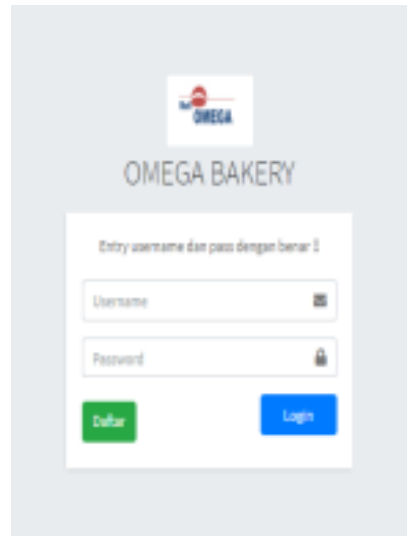 OMEGA
OMEGA BAKERY
Entry username dan pass dengan benar !
Username
Password
Daftar
Login